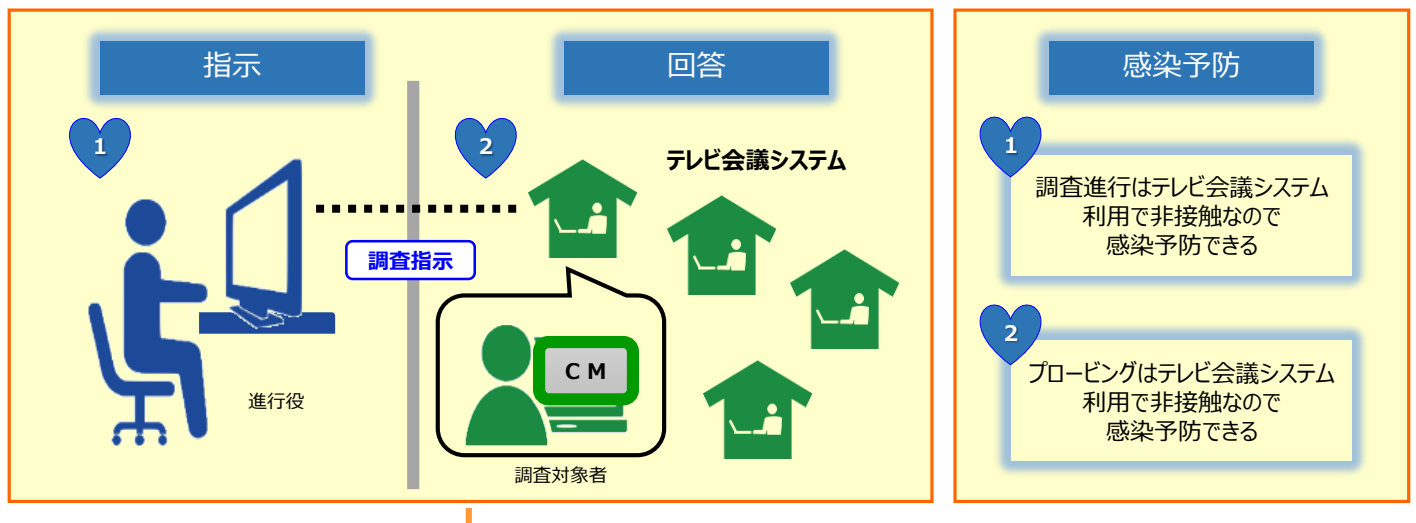 指示
1
進行役
調査指示
回答
2
テレビ会議システム
C M
調査対象者
感染予防
1
調査進行はテレビ会議システム
利用で非接触なので
感染予防できる
2
プロービングはテレビ会議システム
利用で非接触なので
感染予防できる